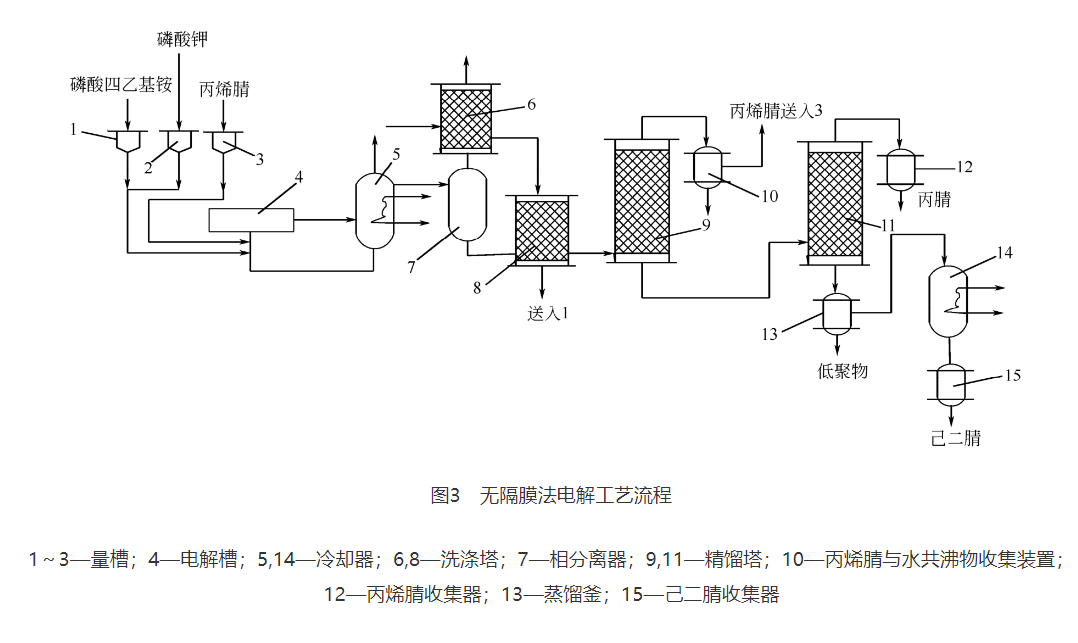 磷酸钾
磷酸四乙基铵
丙烯腈
1
2
3
4
5
6
7
8
送入1
9
丙烯腈送入3
10
11
12
丙腈
13
低聚物
14
15
己二腈
图3 无隔膜法电解工艺流程
1～3—量槽；4—电解槽；5,14—冷却器；6,8—洗涤塔；7—相分离器；9,11—精馏塔；10—丙烯腈与水共沸物收集装置；
12—丙烯腈收集器；13—蒸馏釜；15—己二腈收集器